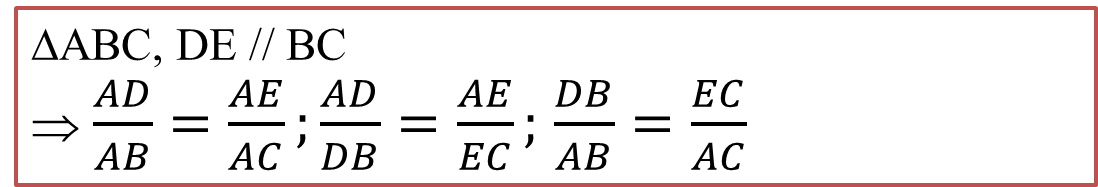 ΔABC, DE // BC
⇒ AD/AB = AE/AC ; AD/DB = AE/EC ; DB/AB = EC/AC